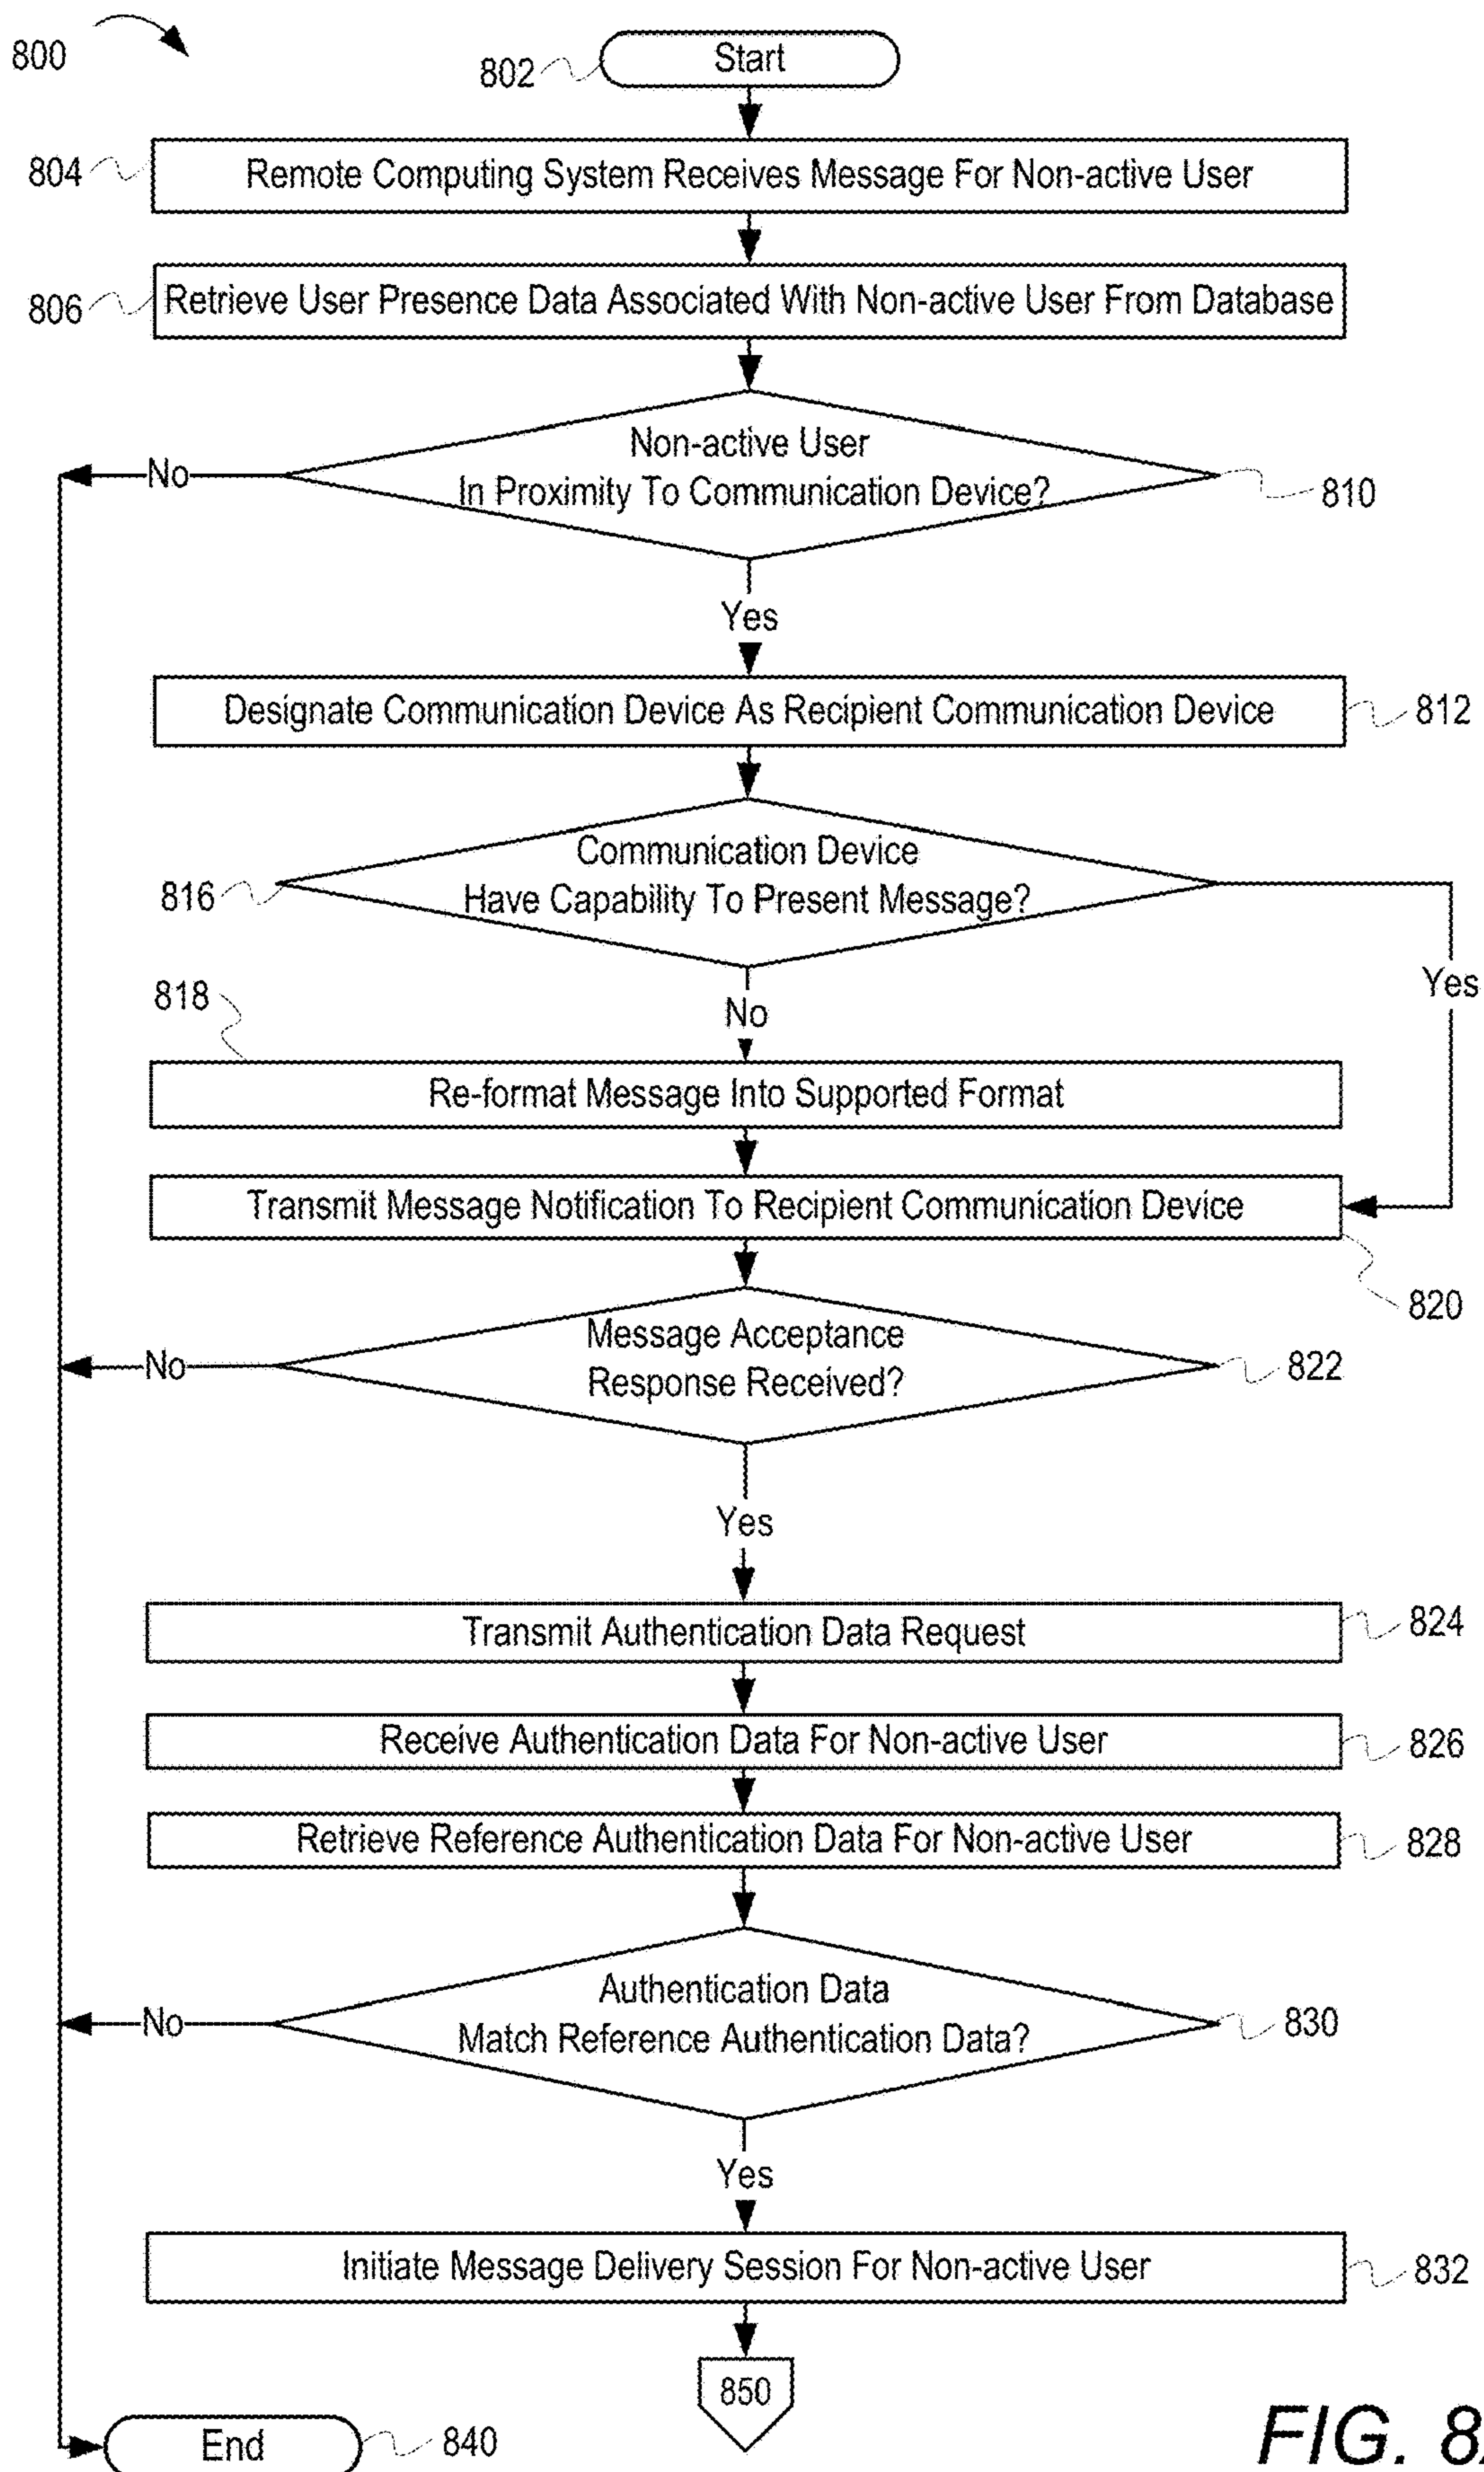 800
802
Start
804
Remote Computing System Receives Message For Non-active User
806
Retrieve User Presence Data Associated With Non-active User From Database
Non-active User
In Proximity To Communication Device?
No
810
Yes
Designate Communication Device As Recipient Communication Device
812
Communication Device
Have Capability To Present Message?
816
Yes
818
No
Re-format Message Into Supported Format
Transmit Message Notification To Recipient Communication Device
820
Message Acceptance
Response Received?
No
822
Yes
Transmit Authentication Data Request
824
Receive Authentication Data For Non-active User
826
Retrieve Reference Authentication Data For Non-active User
828
Authentication Data
Match Reference Authentication Data?
No
830
Yes
Initiate Message Delivery Session For Non-active User
832
850
End
840
FIG. 8